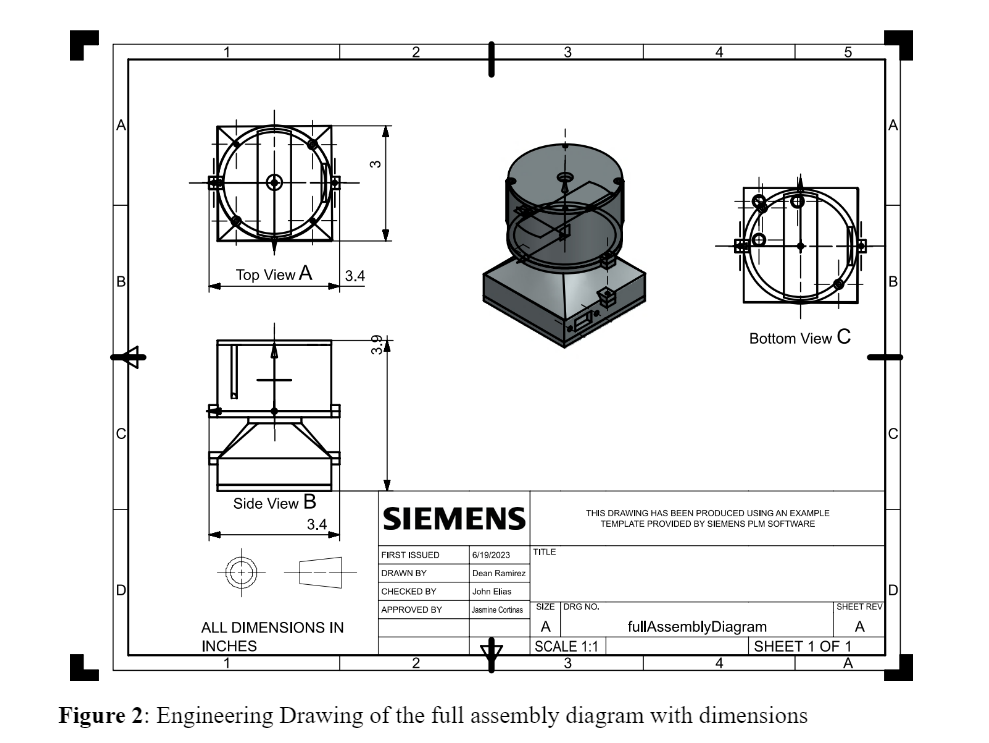 1 2 3 4 5
A A
3
Top View A 3.4
B B
Bottom View C
3.9
C C
Side View B
3.4
SIEMENS
THIS DRAWING HAS BEEN PRODUCED USING AN EXAMPLE
TEMPLATE PROVIDED BY SIEMENS PLM SOFTWARE
FIRST ISSUED 6/19/2023
TITLE
DRAWN BY Dean Ramirez
D D
CHECKED BY John Elias
APPROVED BY Jasmine Cortinas
SIZE DRG NO. SHEET REV
A fullAssemblyDiagram A
ALL DIMENSIONS IN
INCHES
SCALE 1:1 SHEET 1 OF 1
1 2 3 4 A
Figure 2: Engineering Drawing of the full assembly diagram with dimensions